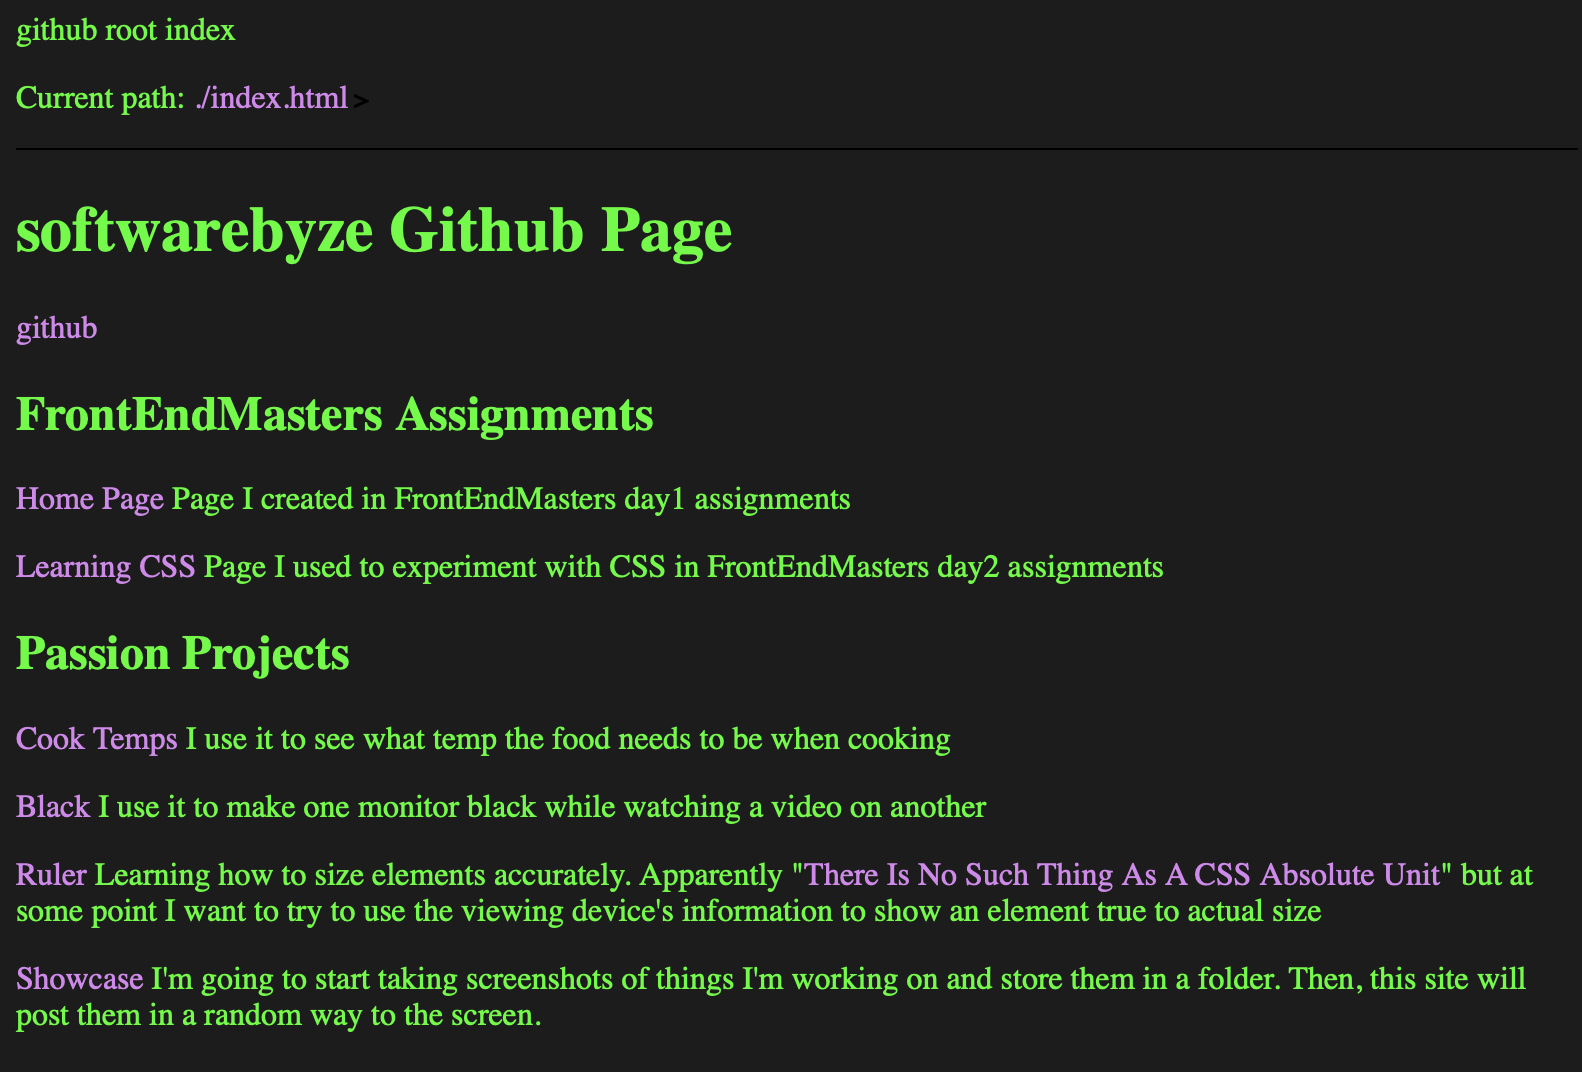 github root index
Current path: ./index.html >
softwarebyze Github Page
github
FrontEndMasters Assignments
Home Page Page I created in FrontEndMasters day1 assignments
Learning CSS Page I used to experiment with CSS in FrontEndMasters day2 assignments
Passion Projects
Cook Temps I use it to see what temp the food needs to be when cooking
Black I use it to make one monitor black while watching a video on another
Ruler Learning how to size elements accurately. Apparently "There Is No Such Thing As A CSS Absolute Unit" but at
some point I want to try to use the viewing device's information to show an element true to actual size
Showcase I'm going to start taking screenshots of things I'm working on and store them in a folder. Then, this site will
post them in a random way to the screen.